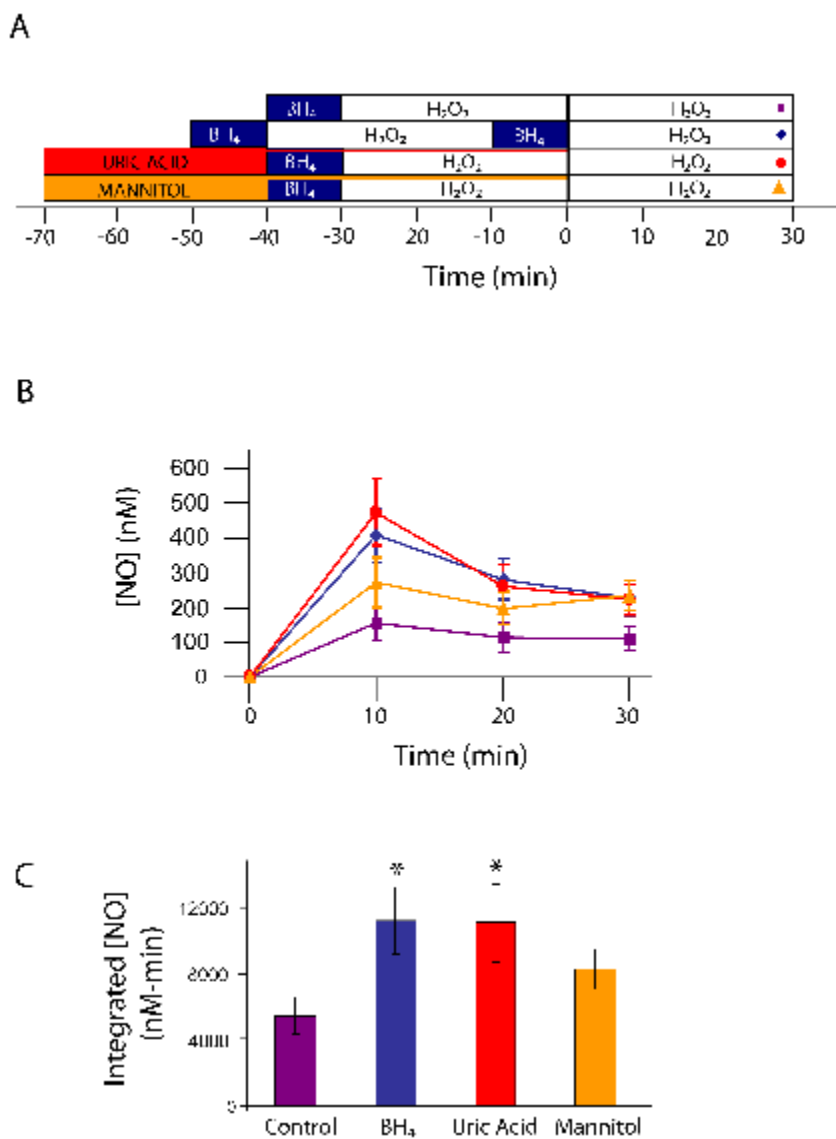 A
BH₄ H₂O₂ H₂O₂
BH₄ H₂O₂ BH₄ H₂O₂
URIC ACID BH₄ H₂O₂ H₂O₂
MANNITOL BH₄ H₂O₂ H₂O₂
-70 -60 -50 -40 -30 -20 -10 0 10 20 30
Time (min)
B
600
500
400
300
200
100
0
[NO] (nM)
0 10 20 30
Time (min)
C
* *
12000
8000
4000
0
Integrated [NO]
(nM-min)
Control BH₄ Uric Acid Mannitol